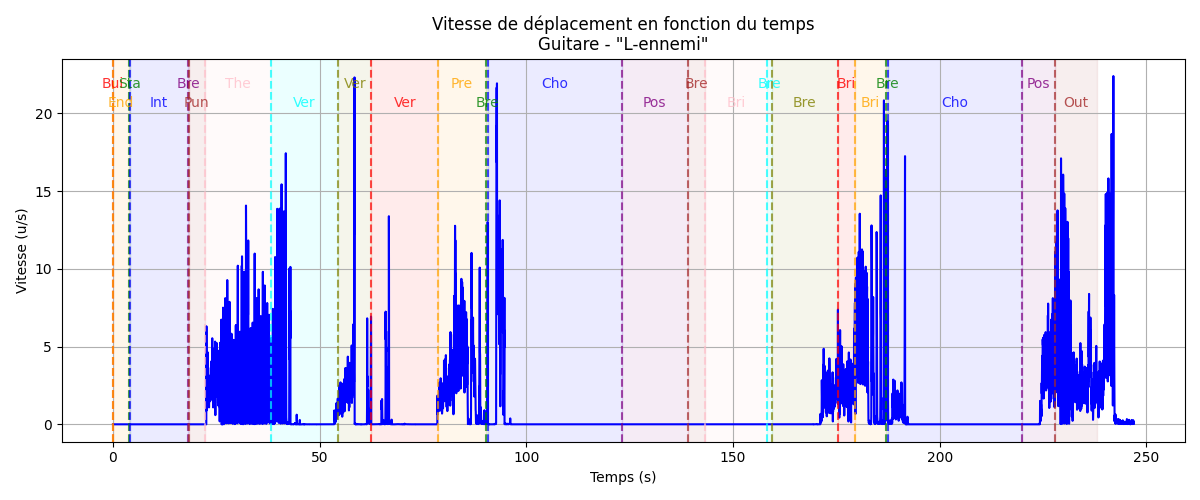 Vitesse de déplacement en fonction du temps
Guitare - "L-ennemi"
Bui Sta Bre The Ver Pre Cho Bre Bre Bri Bre Pos
End Int Pun Ver Ver Bre Pos Bri Bre Bri Cho Out
Vitesse (u/s)
20
15
10
5
0
0 50 100 150 200 250
Temps (s)